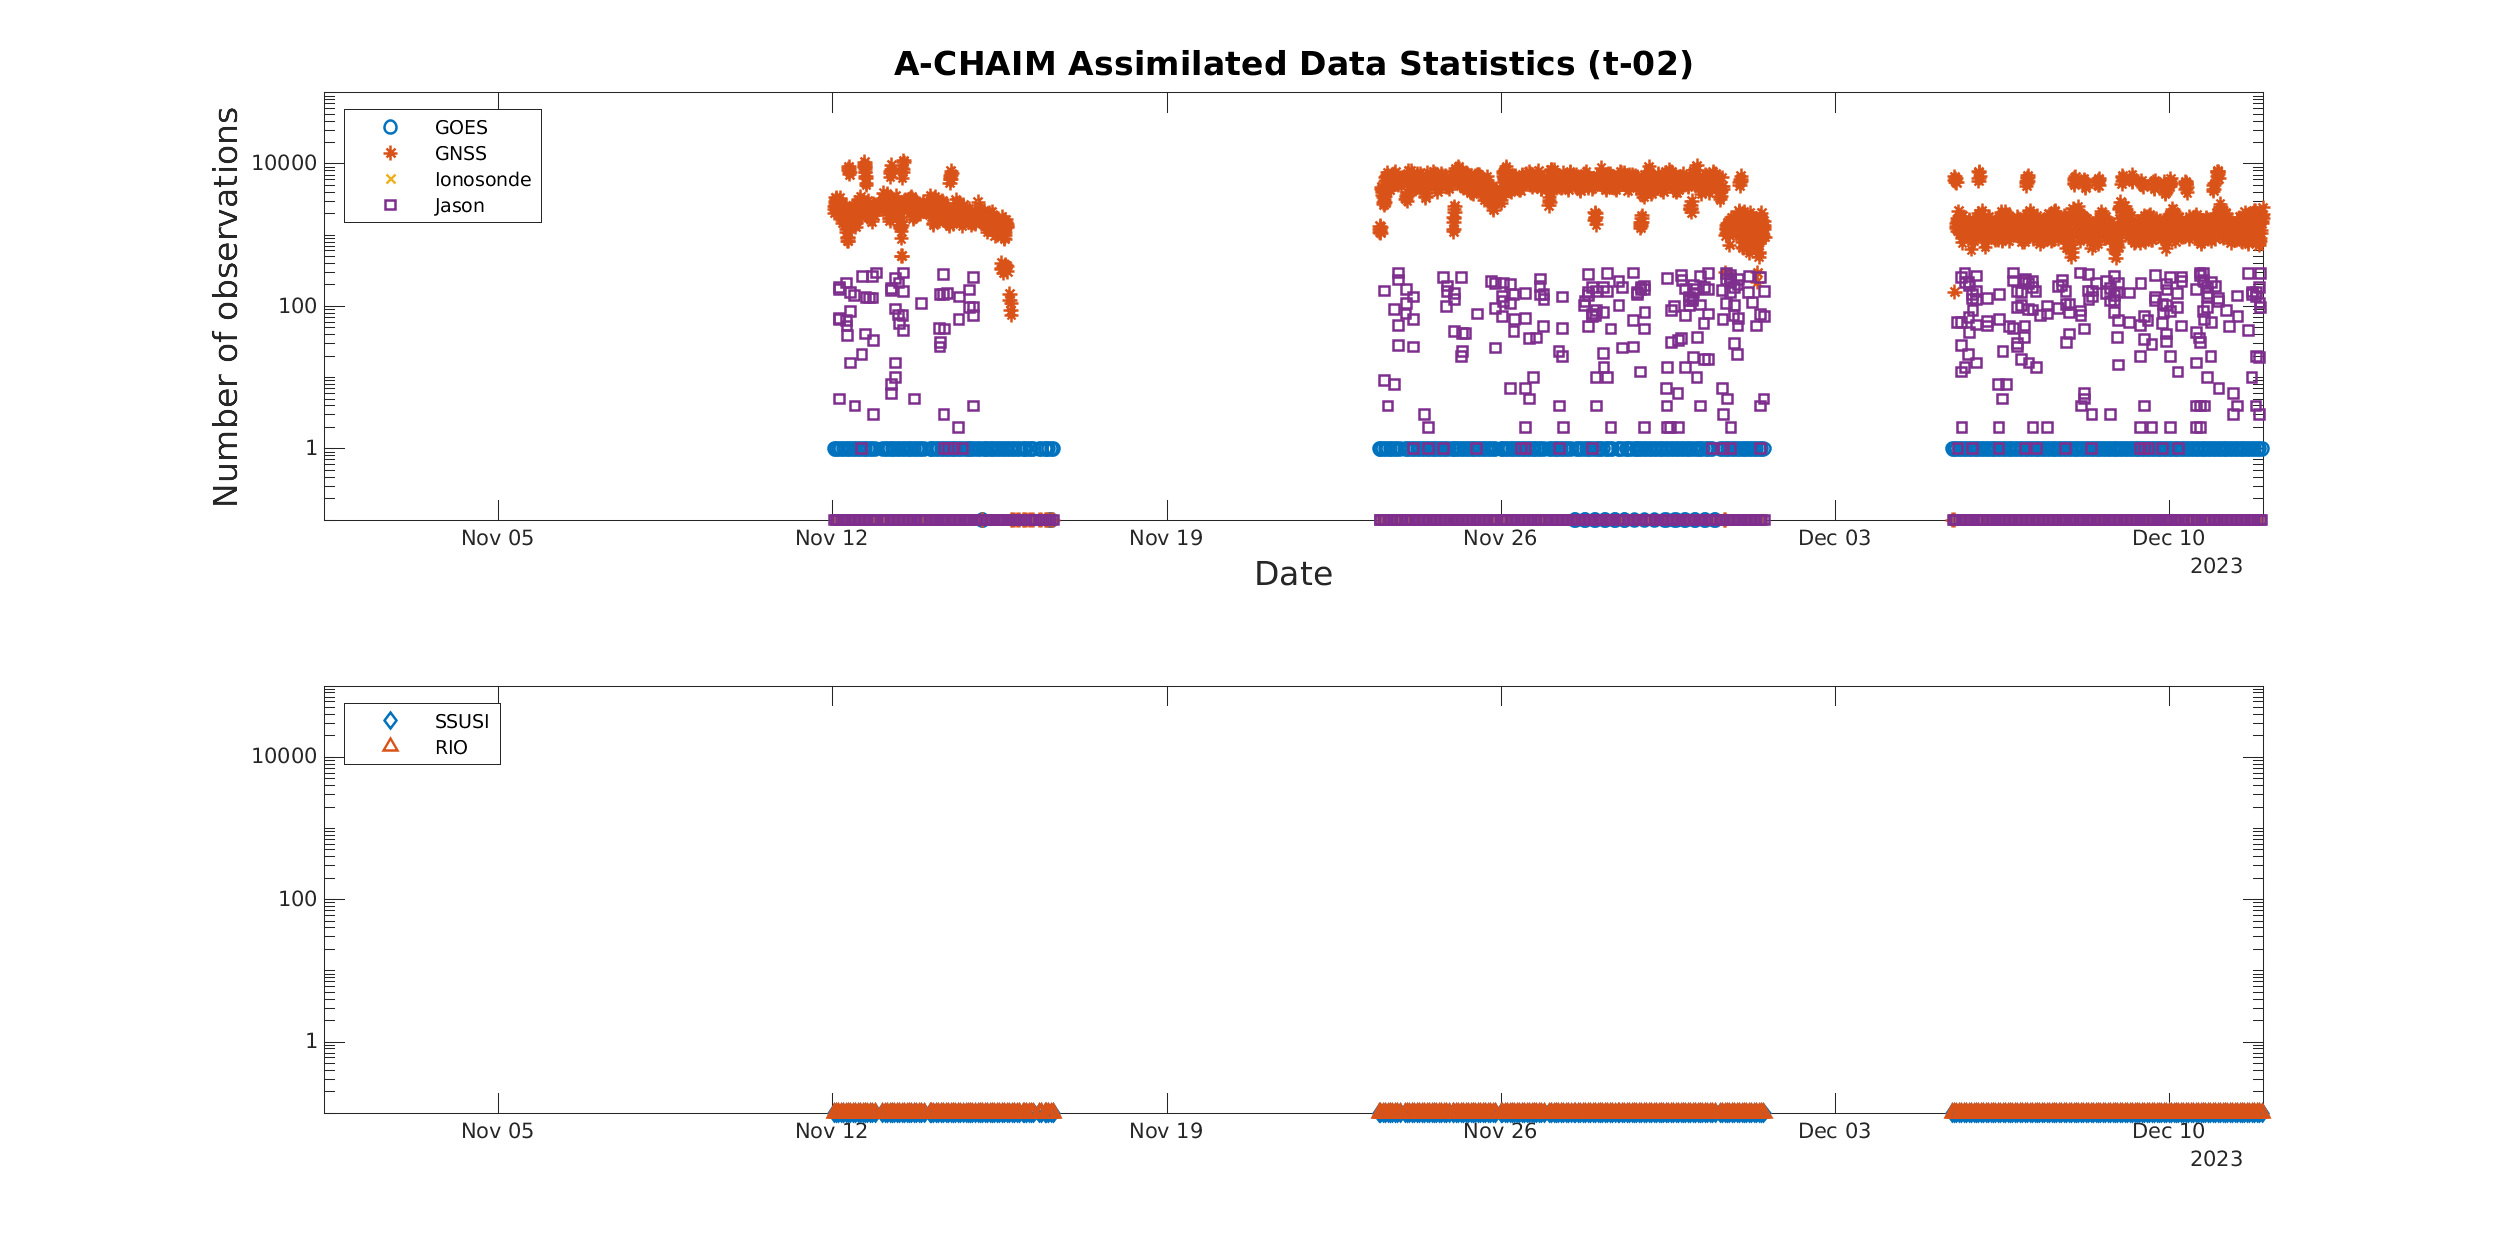 A-CHAIM Assimilated Data Statistics (t-02)
Number of observations
10000
100
1
GOES
GNSS
Ionosonde
Jason
Nov 05 Nov 12 Nov 19 Nov 26 Dec 03 Dec 10
2023
Date
10000
100
1
SSUSI
RIO
Nov 05 Nov 12 Nov 19 Nov 26 Dec 03 Dec 10
2023